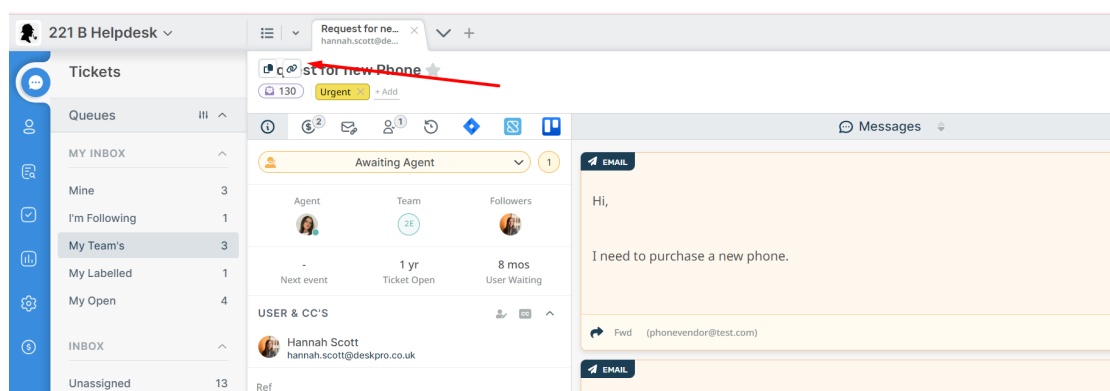 221 B Helpdesk
Request for ne...
hannah.scott@de...
Tickets
q st for new Phone
130
Urgent
+ Add
Queues
2
1
Messages
MY INBOX
Awaiting Agent
1
EMAIL
Mine 3
Agent
Team
Followers
Hi,
I'm Following 1
2E
My Team's 3
I need to purchase a new phone.
My Labelled 1
-
1 yr
8 mos
Next event
Ticket Open
User Waiting
My Open 4
USER & CC'S
CC
Fwd (phonevendor@test.com)
INBOX
Hannah Scott
hannah.scott@deskpro.co.uk
EMAIL
Unassigned 13
Ref